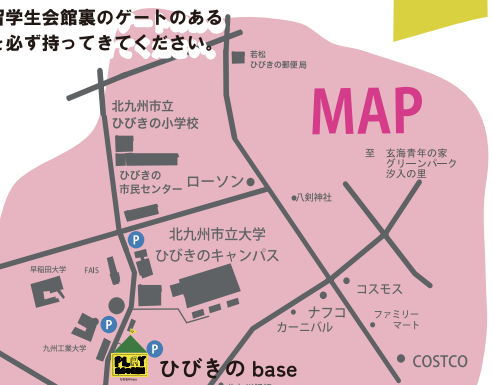 留学生会館裏のゲートのある
を必ず持ってきてください。
若松
ひびきの郵便局
北九州市立
ひびきの小学校
MAP
至 玄海青年の家
グリーンパーク
汐入の里
ひびきの
市民センター
ローソン
八剣神社
P
北九州市立大学
ひびきのキャンパス
早稲田大学
FAIS
コスモス
ナフコ
カーニバル
ファミリー
マート
P
九州工業大学
P
PLAY
ひびきの base
COSTCO